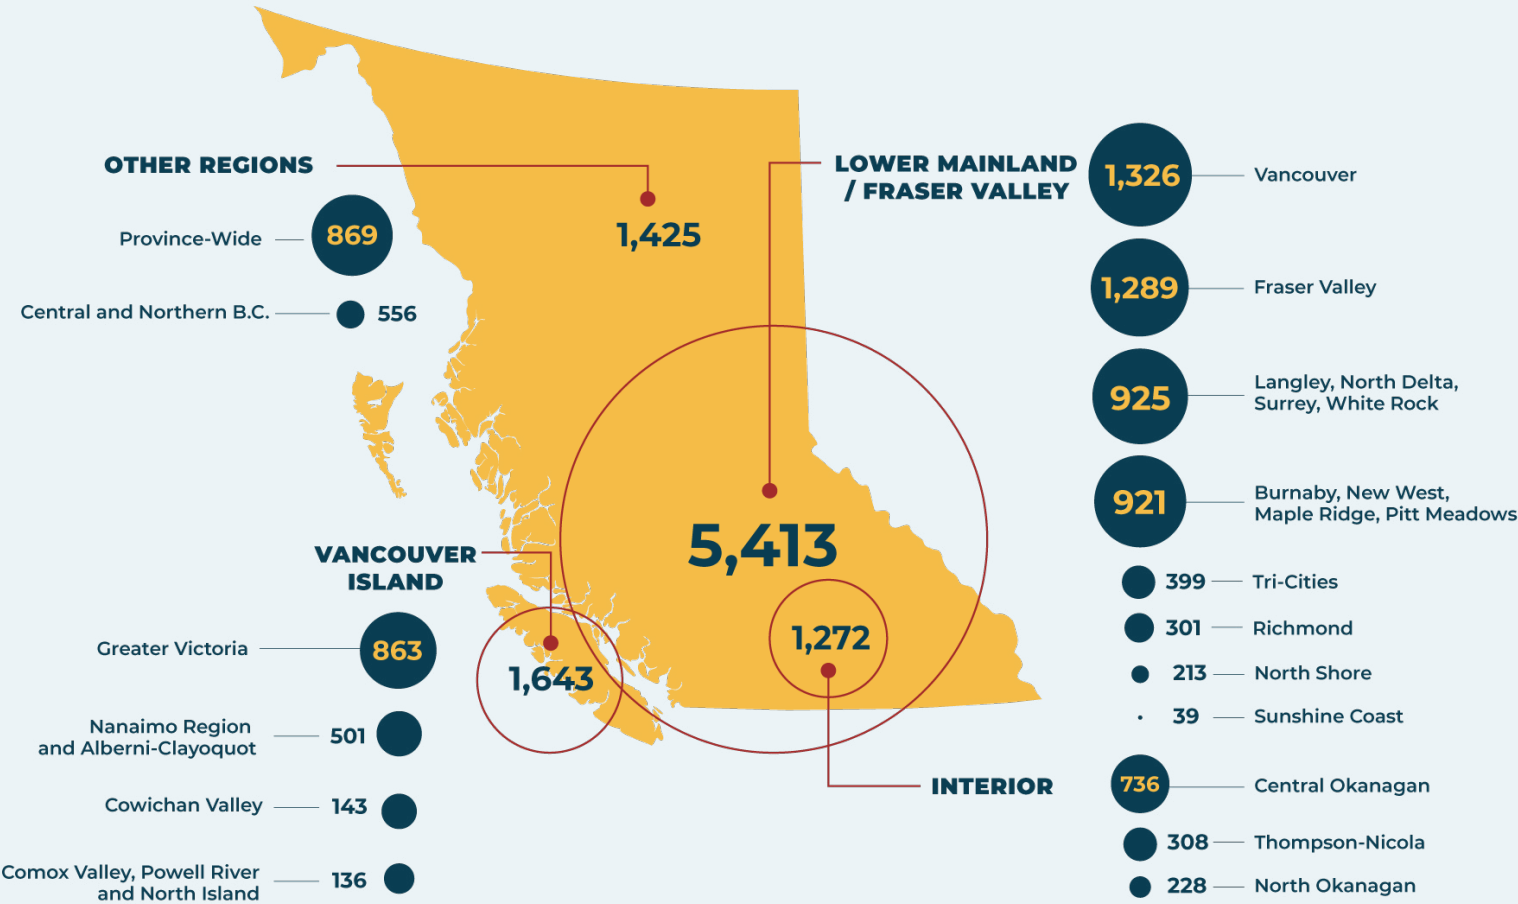 OTHER REGIONS
1,425
Province-Wide
869
Central and Northern B.C.
556
VANCOUVER
ISLAND
1,643
Greater Victoria
863
Nanaimo Region
and Alberni-Clayoquot
501
Cowichan Valley
143
Comox Valley, Powell River
and North Island
136
LOWER MAINLAND
/ FRASER VALLEY
5,413
1,326
Vancouver
1,289
Fraser Valley
925
Langley, North Delta,
Surrey, White Rock
921
Burnaby, New West,
Maple Ridge, Pitt Meadows
399
Tri-Cities
301
Richmond
213
North Shore
39
Sunshine Coast
INTERIOR
1,272
736
Central Okanagan
308
Thompson-Nicola
228
North Okanagan